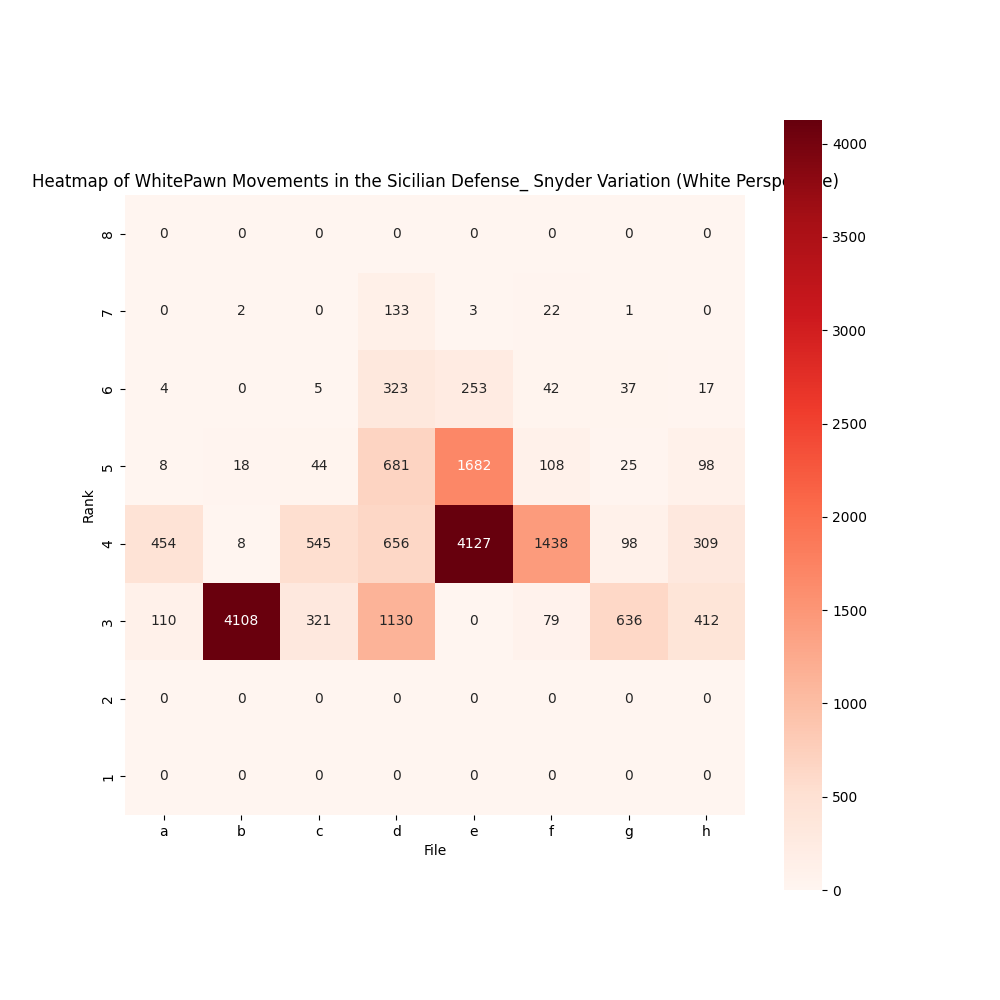 Heatmap of WhitePawn Movements in the Sicilian Defense_ Snyder Variation (White Perspe e)
4000
3500
3000
2500
2000
1500
1000
500
0
8 0 0 0 0 0 0 0 0
7 0 2 0 133 3 22 1 0
6 4 0 5 323 253 42 37 17
5 8 18 44 681 1682 108 25 98
4 454 8 545 656 4127 1438 98 309
3 110 4108 321 1130 0 79 636 412
2 0 0 0 0 0 0 0 0
1 0 0 0 0 0 0 0 0
a b c d e f g h
File
Rank